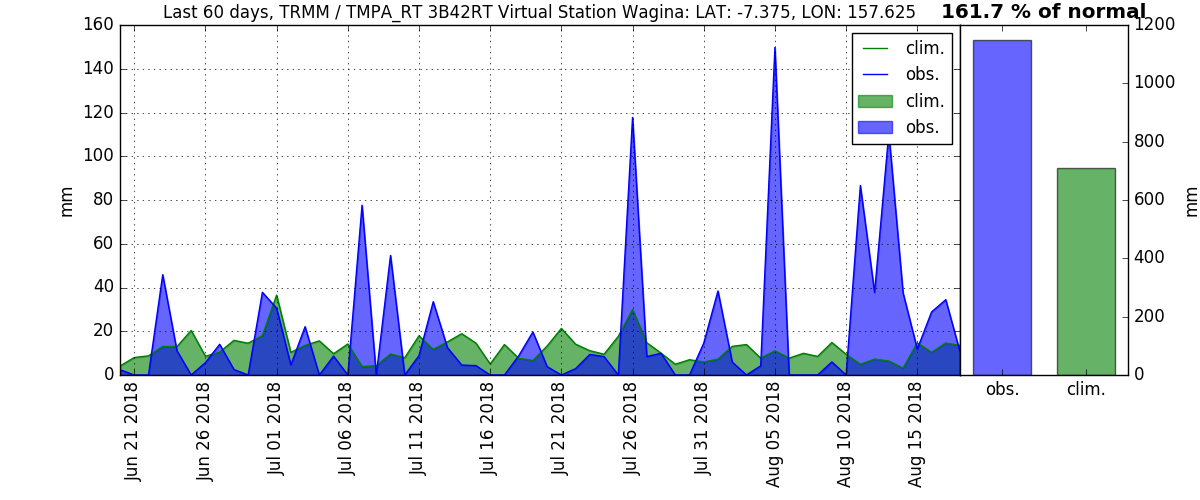 Last 60 days, TRMM / TMPA_RT 3B42RT Virtual Station Wagina: LAT: -7.375, LON: 157.625
161.7 % of normal
160
140
120
100
80
60
40
20
0
mm
clim.
obs.
clim.
obs.
1200
1000
800
600
400
200
0
mm
Jun 21 2018
Jun 26 2018
Jul 01 2018
Jul 06 2018
Jul 11 2018
Jul 16 2018
Jul 21 2018
Jul 26 2018
Jul 31 2018
Aug 05 2018
Aug 10 2018
Aug 15 2018
obs.
clim.